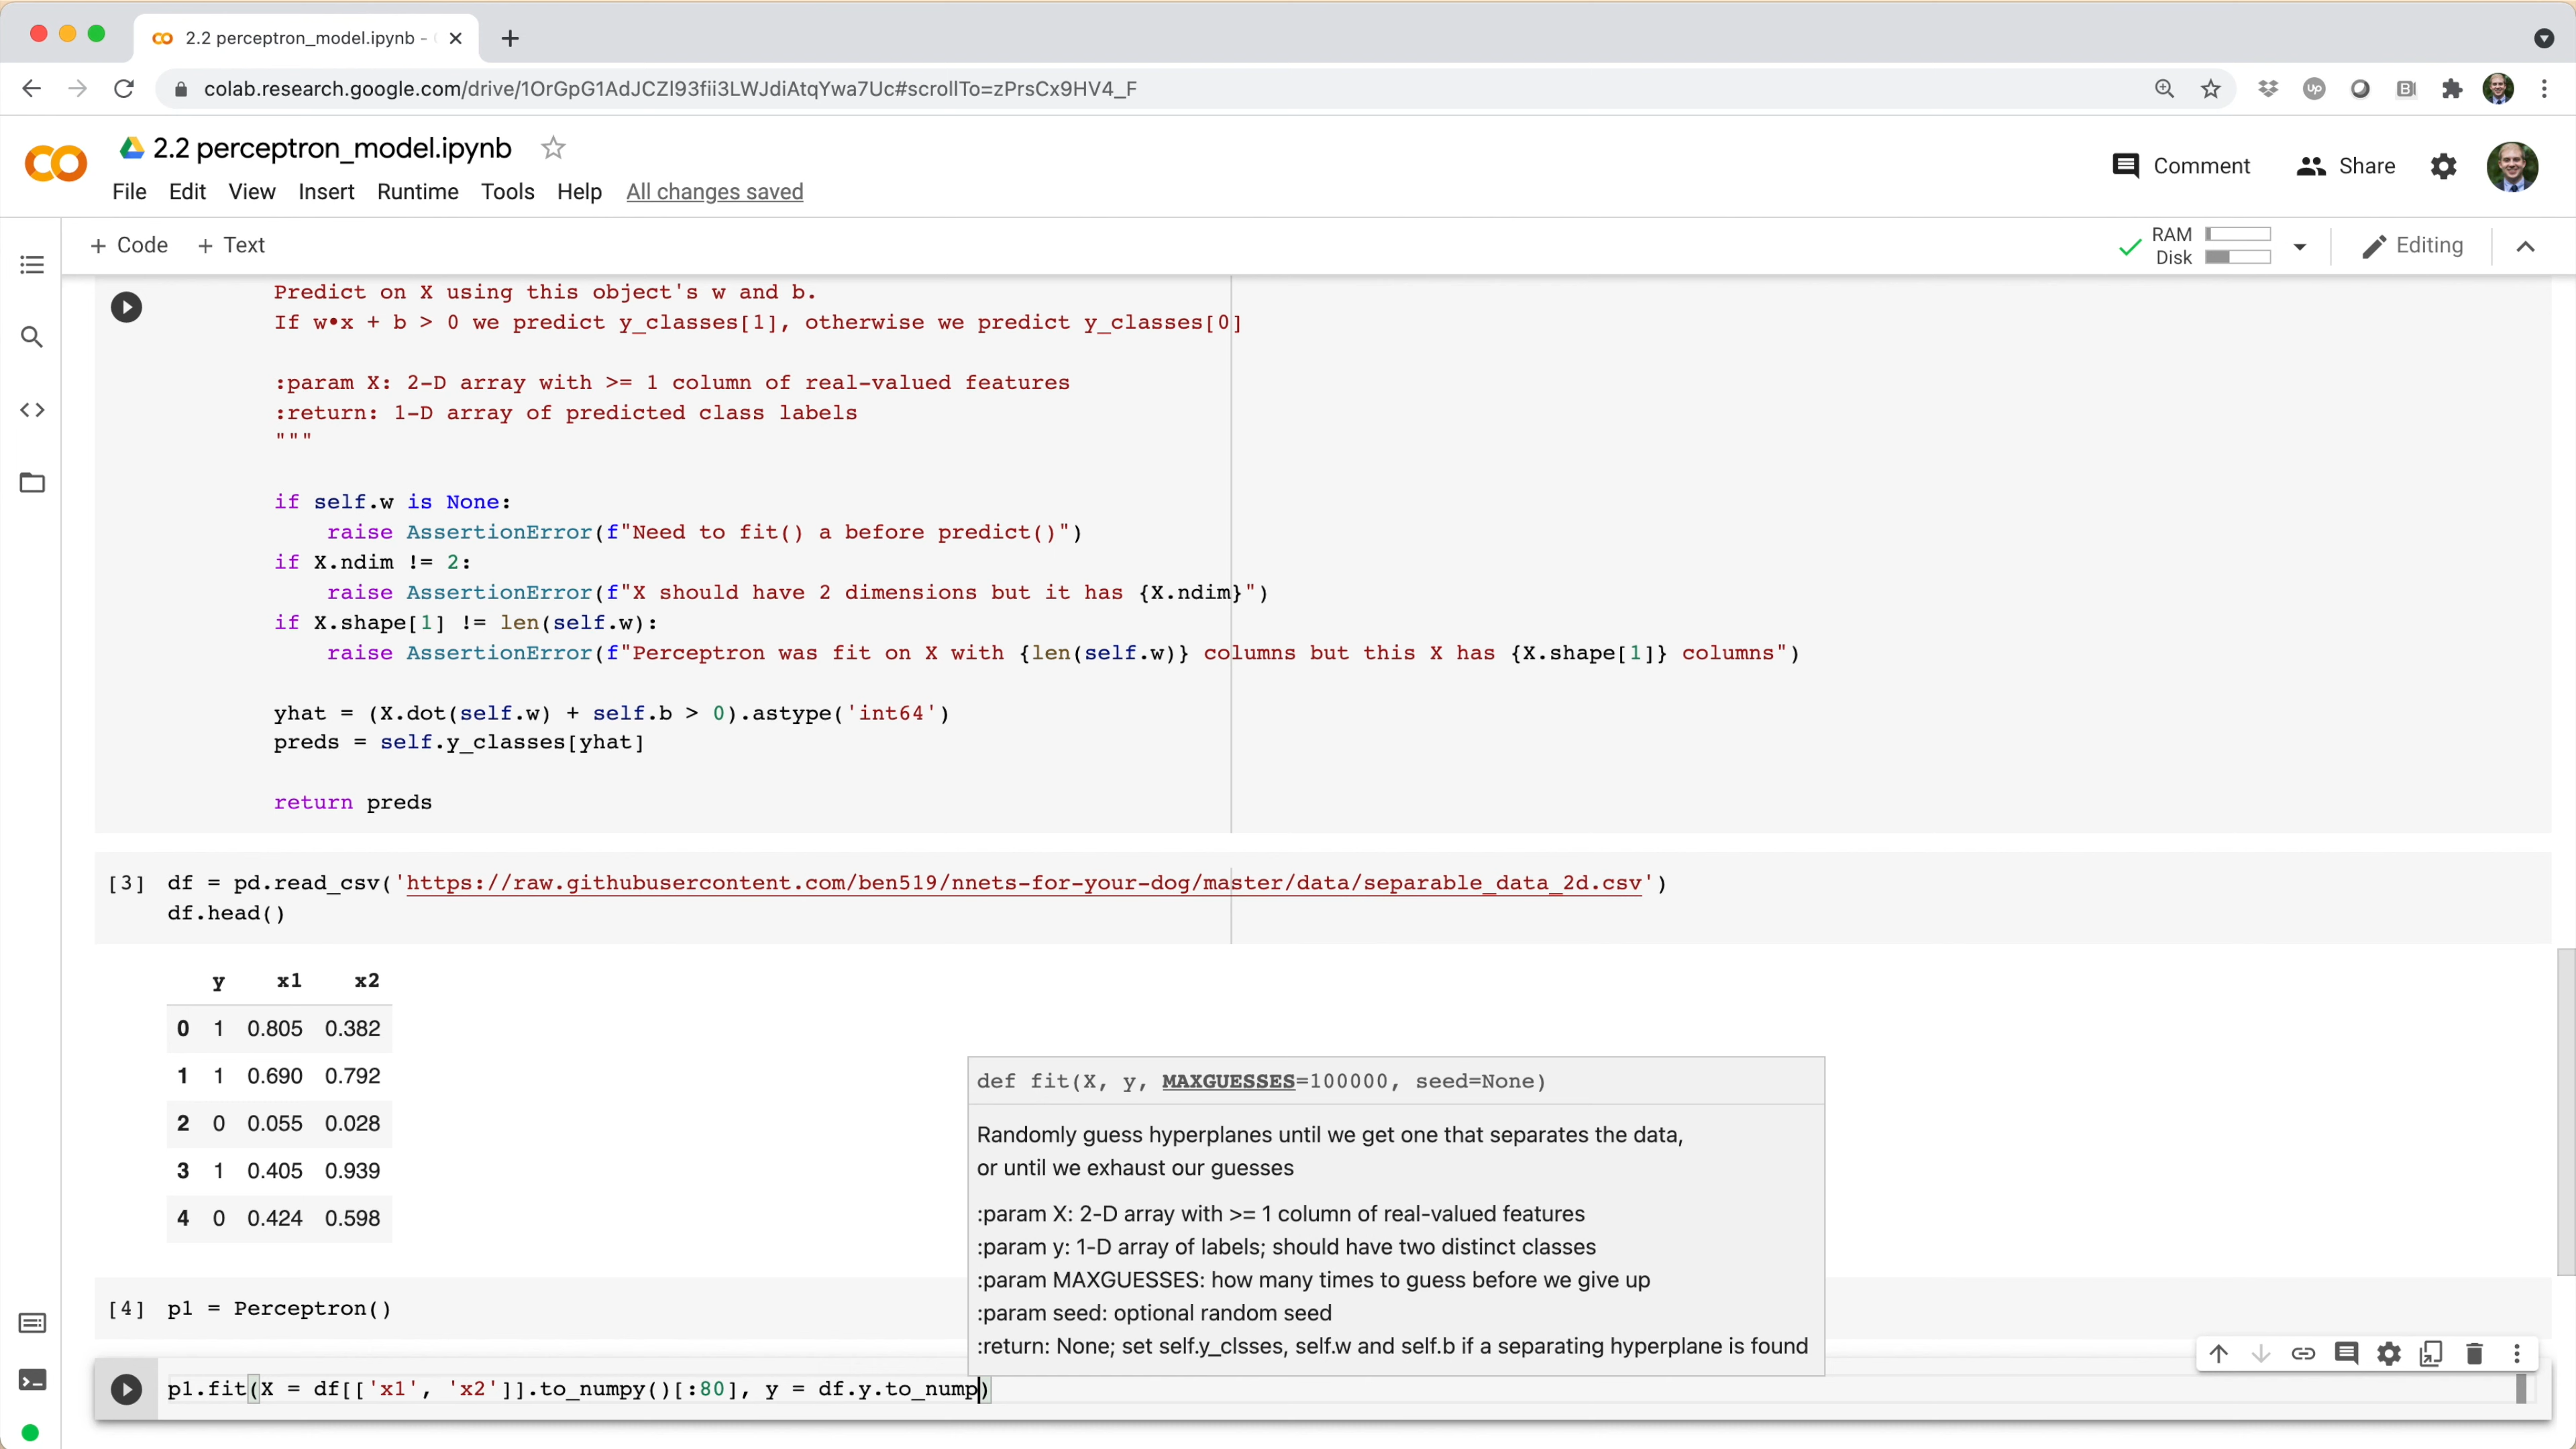 2.2 perceptron_model.ipynb -
colab.research.google.com/drive/1OrGpG1AdJCZl93fii3LWJdiAtqYwa7Uc#scrollTo=zPrsCx9HV4_F
2.2 perceptron_model.ipynb
Comment Share
File Edit View Insert Runtime Tools Help All changes saved
+ Code + Text
RAM
Disk
Editing
Predict on X using this object's w and b.
If w•x + b > 0 we predict y_classes[1], otherwise we predict y_classes[0]
:param X: 2-D array with >= 1 column of real-valued features
:return: 1-D array of predicted class labels
"""
if self.w is None:
raise AssertionError(f"Need to fit() a before predict()")
if X.ndim != 2:
raise AssertionError(f"X should have 2 dimensions but it has {X.ndim}")
if X.shape[1] != len(self.w):
raise AssertionError(f"Perceptron was fit on X with {len(self.w)} columns but this X has {X.shape[1]} columns")
yhat = (X.dot(self.w) + self.b > 0).astype('int64')
preds = self.y_classes[yhat]
return preds
[3] df = pd.read_csv('https://raw.githubusercontent.com/ben519/nnets-for-your-dog/master/data/separable_data_2d.csv')
df.head()
y x1 x2
0 1 0.805 0.382
1 1 0.690 0.792
2 0 0.055 0.028
3 1 0.405 0.939
4 0 0.424 0.598
def fit(X, y, MAXGUESSES=100000, seed=None)
Randomly guess hyperplanes until we get one that separates the data,
or until we exhaust our guesses
:param X: 2-D array with >= 1 column of real-valued features
:param y: 1-D array of labels; should have two distinct classes
:param MAXGUESSES: how many times to guess before we give up
:param seed: optional random seed
:return: None; set self.y_clsses, self.w and self.b if a separating hyperplane is found
[4] p1 = Perceptron()
p1.fit(X = df[['x1', 'x2']].to_numpy()[:80], y = df.y.to_nump)